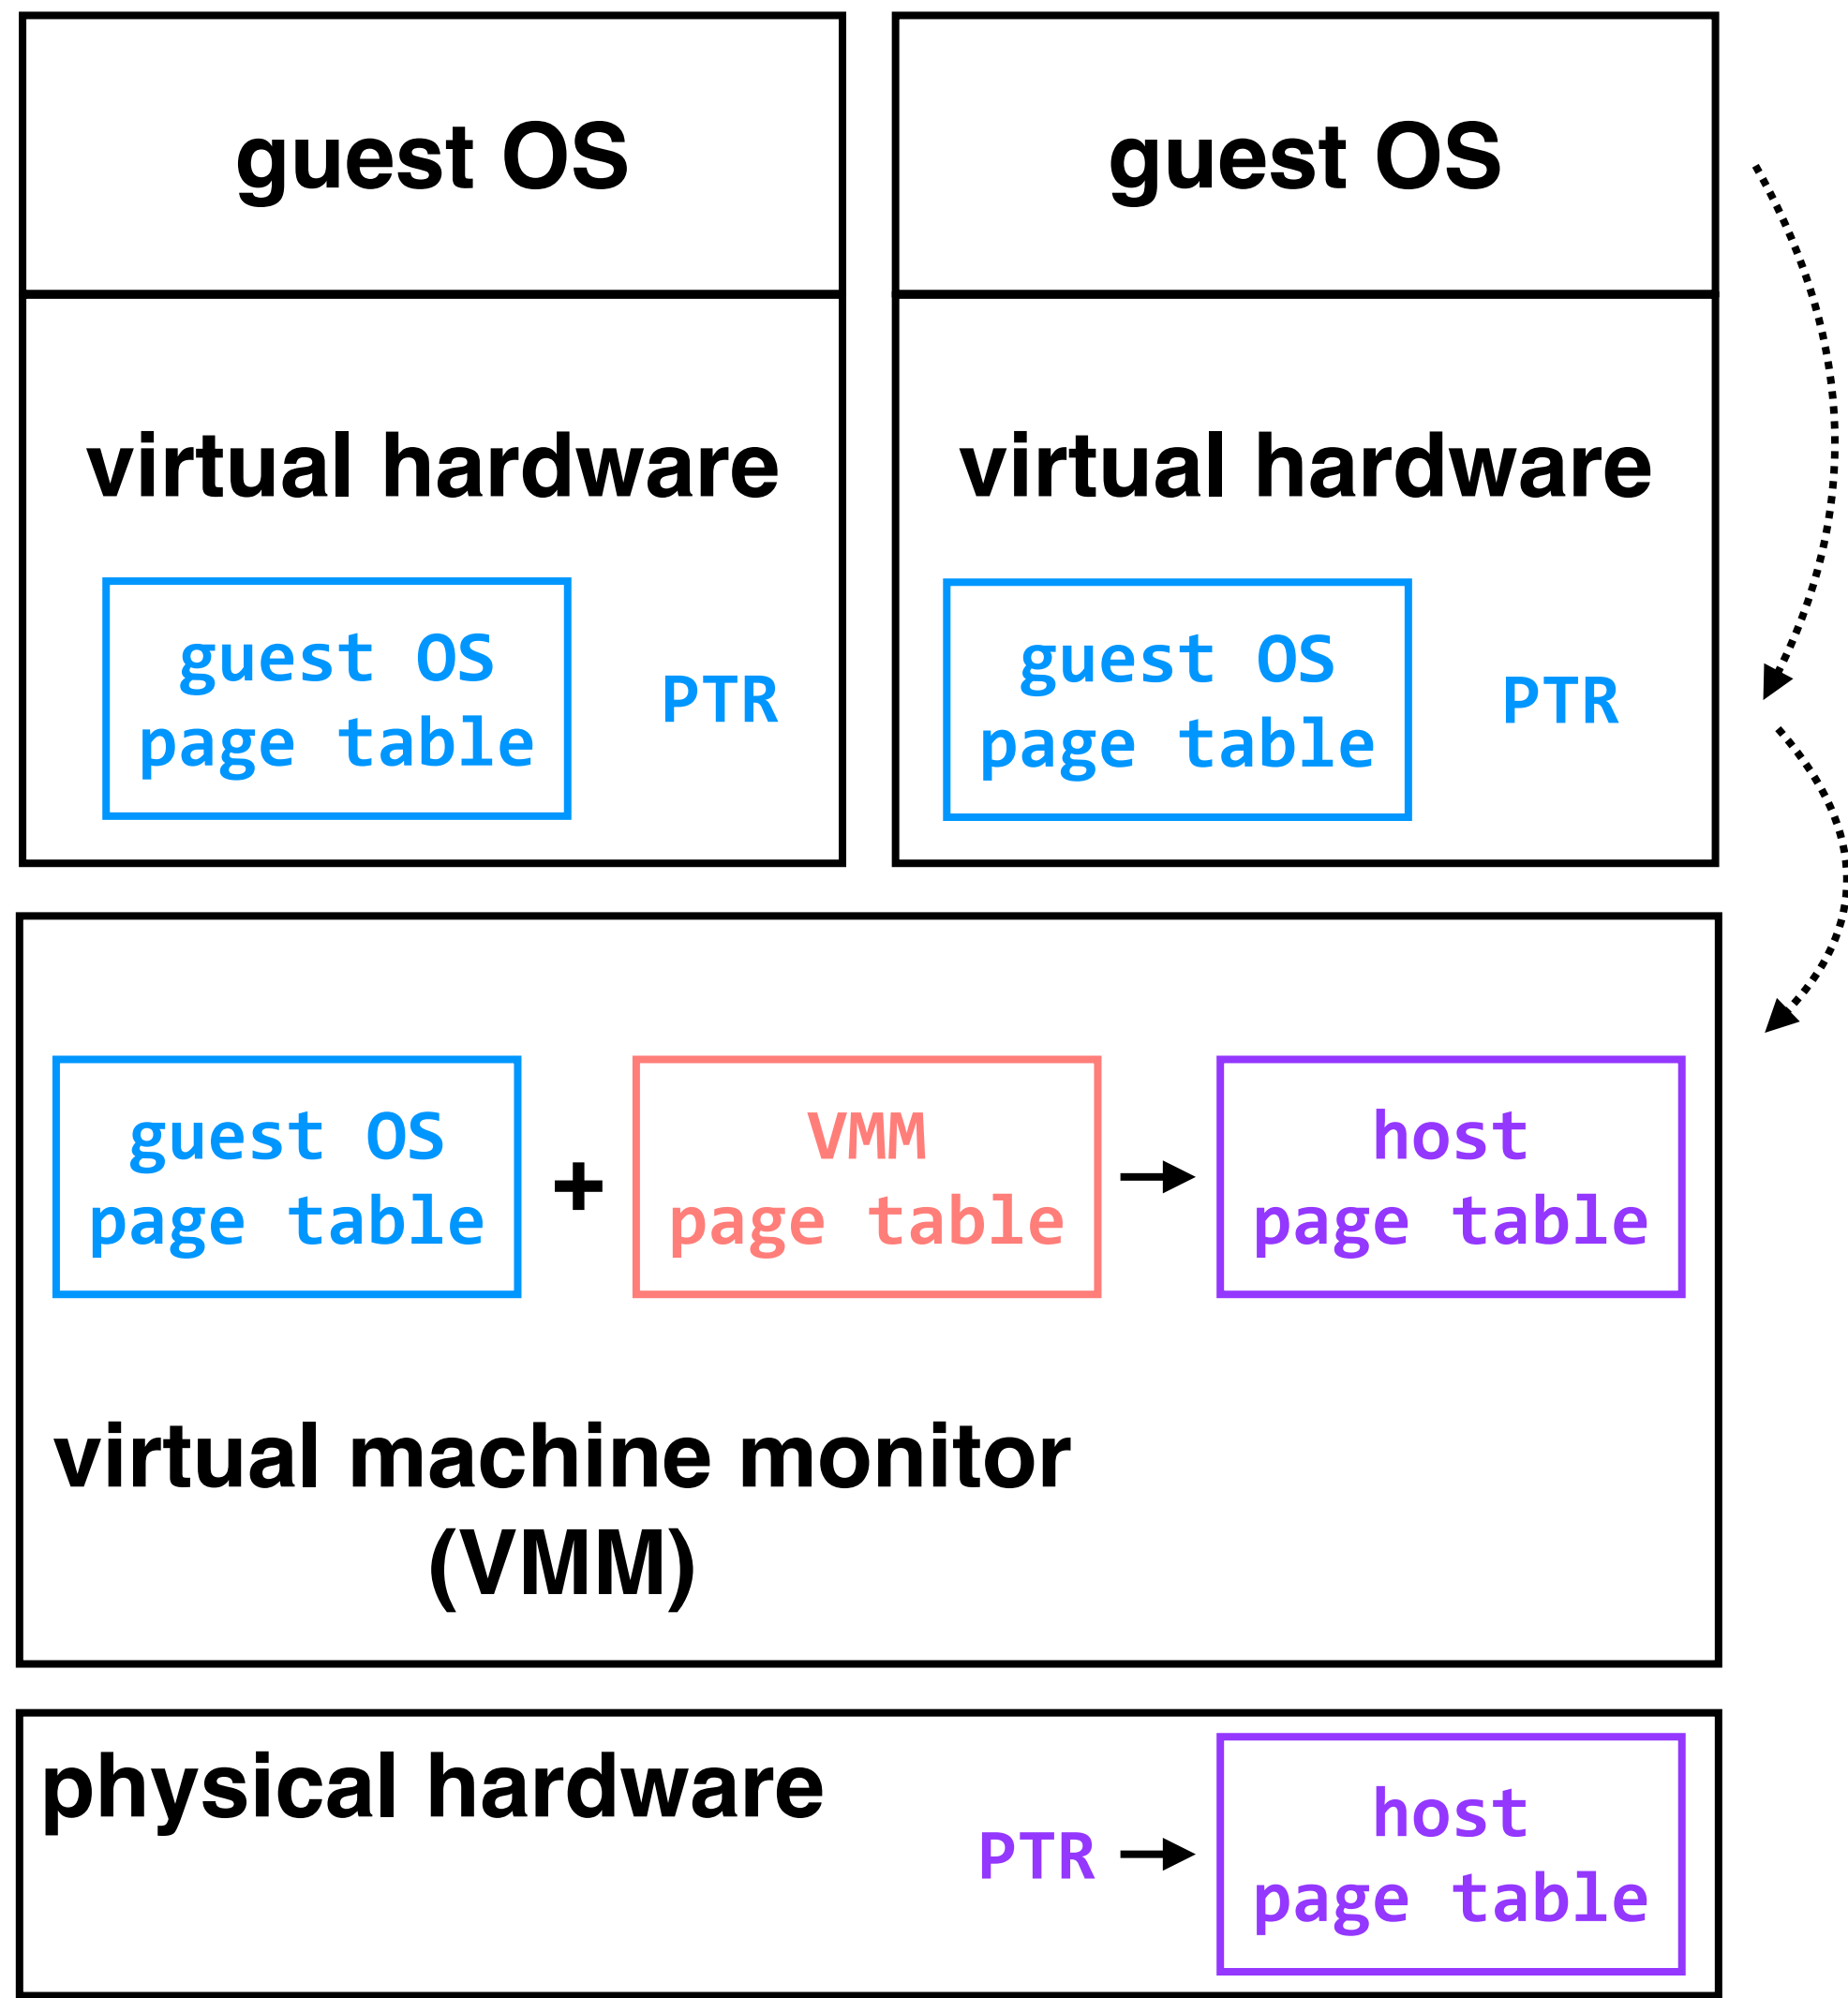 guest OS
guest OS
virtual hardware
virtual hardware
guest OS
page table
PTR
guest OS
page table
PTR
guest OS
page table
+
VMM
page table
host
page table
virtual machine monitor
(VMM)
physical hardware
PTR
host
page table